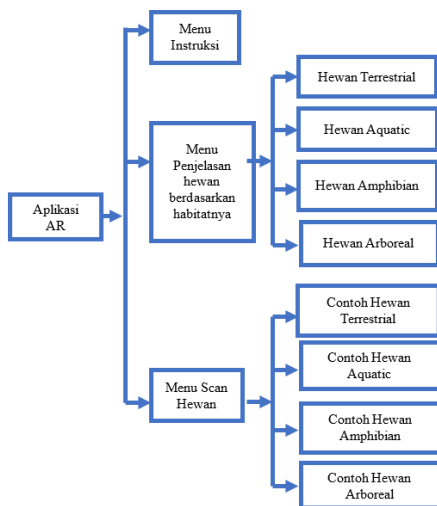 Menu
Instruksi
Hewan Terrestrial
Hewan Aquatic
Menu
Penjelasan
hewan
berdasarkan
habitatnya
Hewan Amphibian
Hewan Arboreal
Aplikasi
AR
Contoh Hewan
Terrestrial
Contoh Hewan
Aquatic
Menu Scan
Hewan
Contoh Hewan
Amphibian
Contoh Hewan
Arboreal